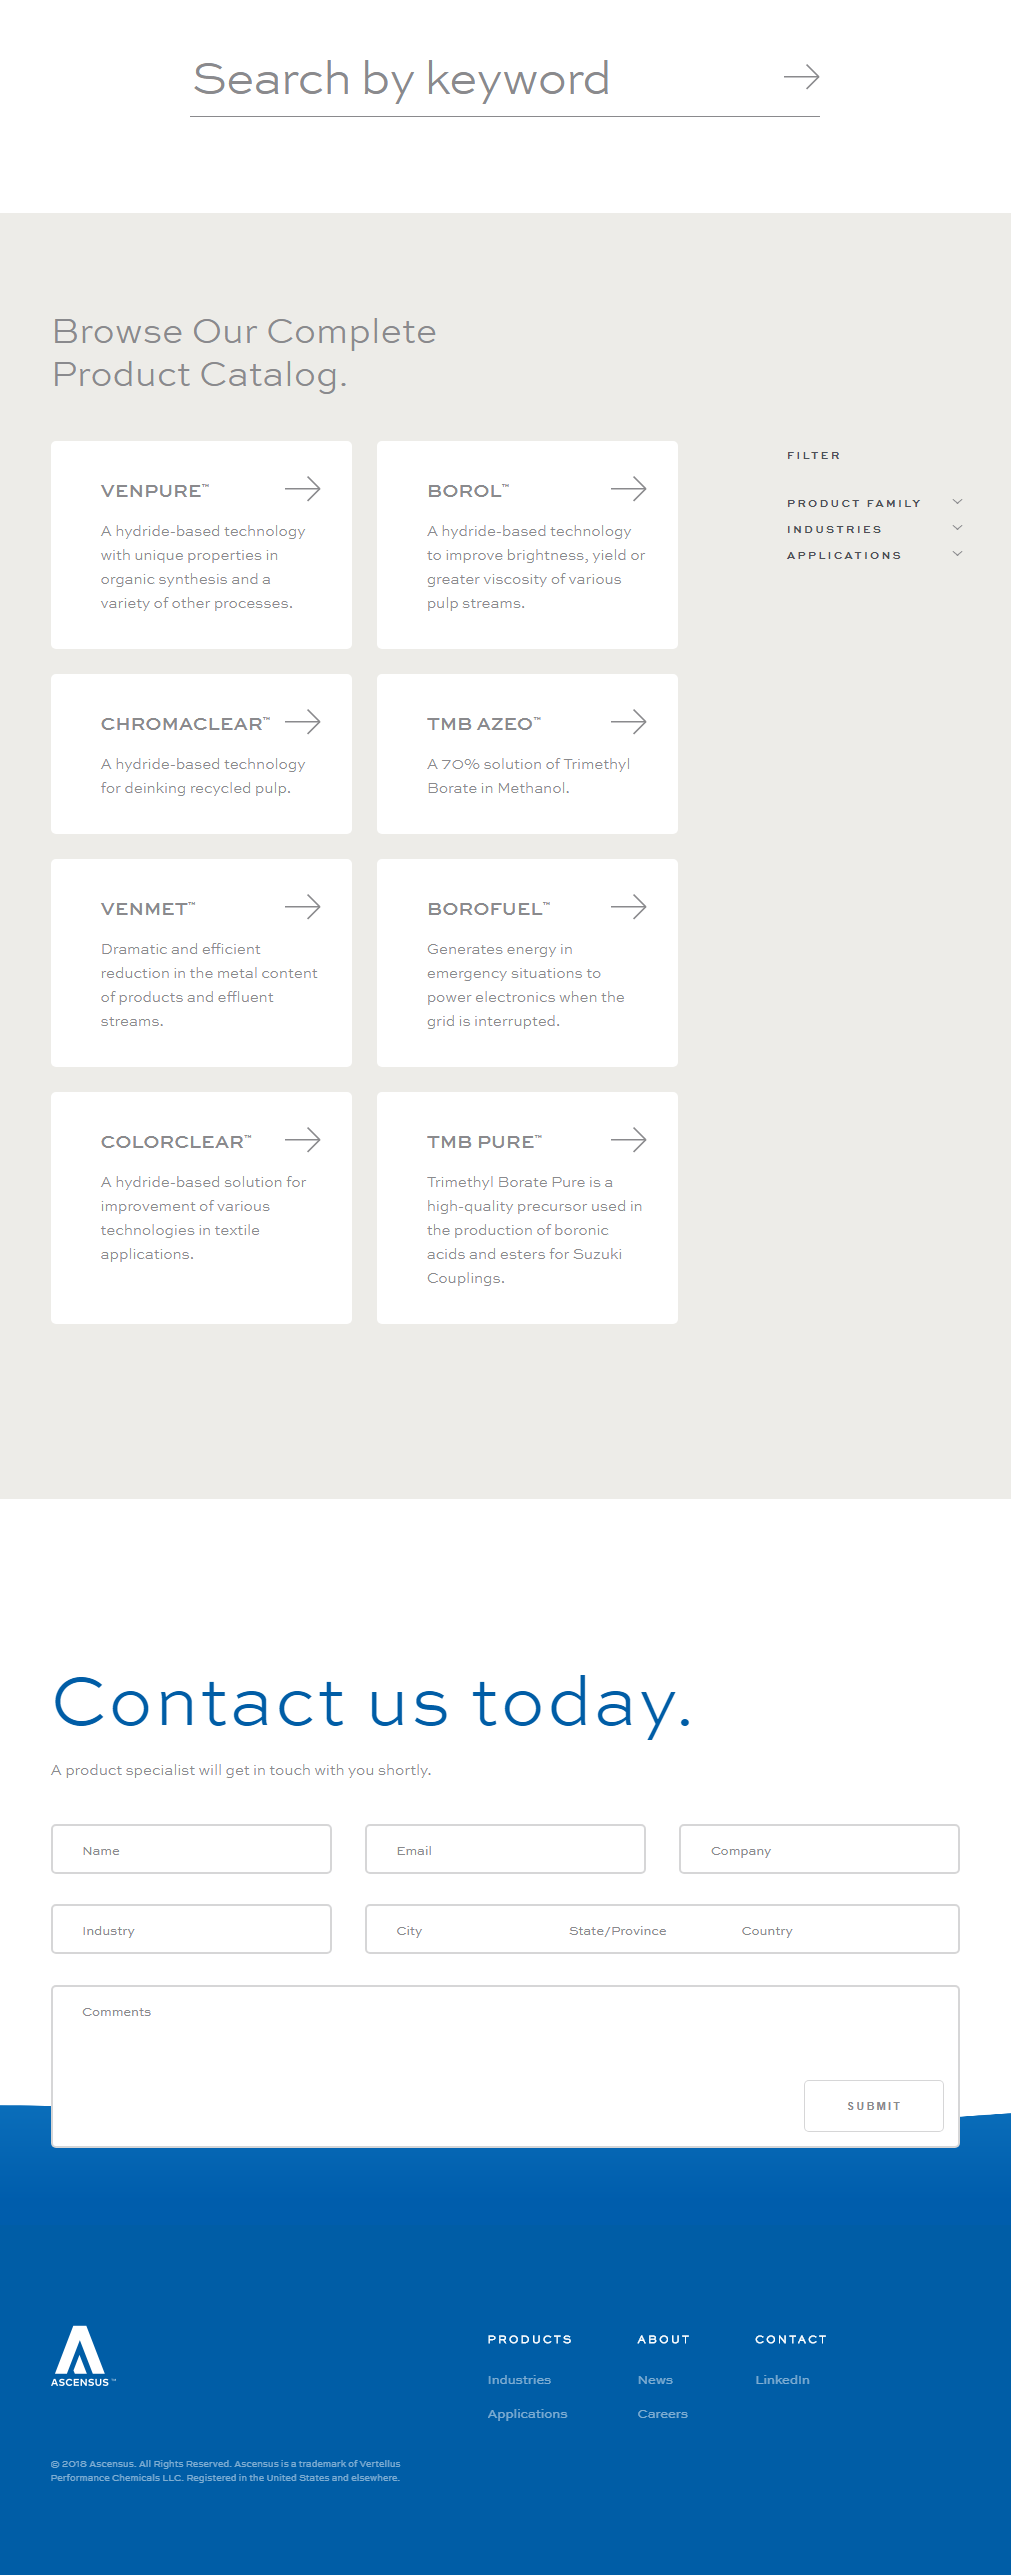 Search by keyword
Browse Our Complete
Product Catalog.
VENPURE™
A hydride-based technology
with unique properties in
organic synthesis and a
variety of other processes.
BOROL™
A hydride-based technology
to improve brightness, yield or
greater viscosity of various
pulp streams.
FILTER
PRODUCT FAMILY
INDUSTRIES
APPLICATIONS
CHROMACLEAR™
A hydride-based technology
for deinking recycled pulp.
TMB AZEO™
A 70% solution of Trimethyl
Borate in Methanol.
VENMET™
Dramatic and efficient
reduction in the metal content
of products and effluent
streams.
BOROFUEL™
Generates energy in
emergency situations to
power electronics when the
grid is interrupted.
COLORCLEAR™
A hydride-based solution for
improvement of various
technologies in textile
applications.
TMB PURE™
Trimethyl Borate Pure is a
high-quality precursor used in
the production of boronic
acids and esters for Suzuki
Couplings.
Contact us today.
A product specialist will get in touch with you shortly.
Name
Email
Company
Industry
City
State/Province
Country
Comments
SUBMIT
ASCENSUS™
PRODUCTS
Industries
Applications
ABOUT
News
Careers
CONTACT
LinkedIn
© 2018 Ascensus. All Rights Reserved. Ascensus is a trademark of Vertellus
Performance Chemicals LLC. Registered in the United States and elsewhere.